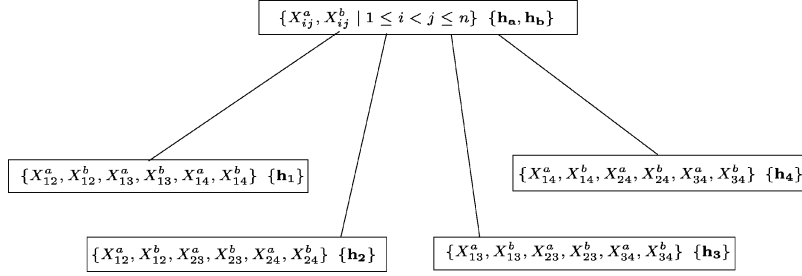 {X^a_{ij}, X^b_{ij} | 1 ≤ i < j ≤ n} {h_a, h_b}
{X^a_{12}, X^b_{12}, X^a_{13}, X^b_{13}, X^a_{14}, X^b_{14}} {h_1}
{X^a_{14}, X^b_{14}, X^a_{24}, X^b_{24}, X^a_{34}, X^b_{34}} {h_4}
{X^a_{12}, X^b_{12}, X^a_{23}, X^b_{23}, X^a_{24}, X^b_{24}} {h_2}
{X^a_{13}, X^b_{13}, X^a_{23}, X^b_{23}, X^a_{34}, X^b_{34}} {h_3}